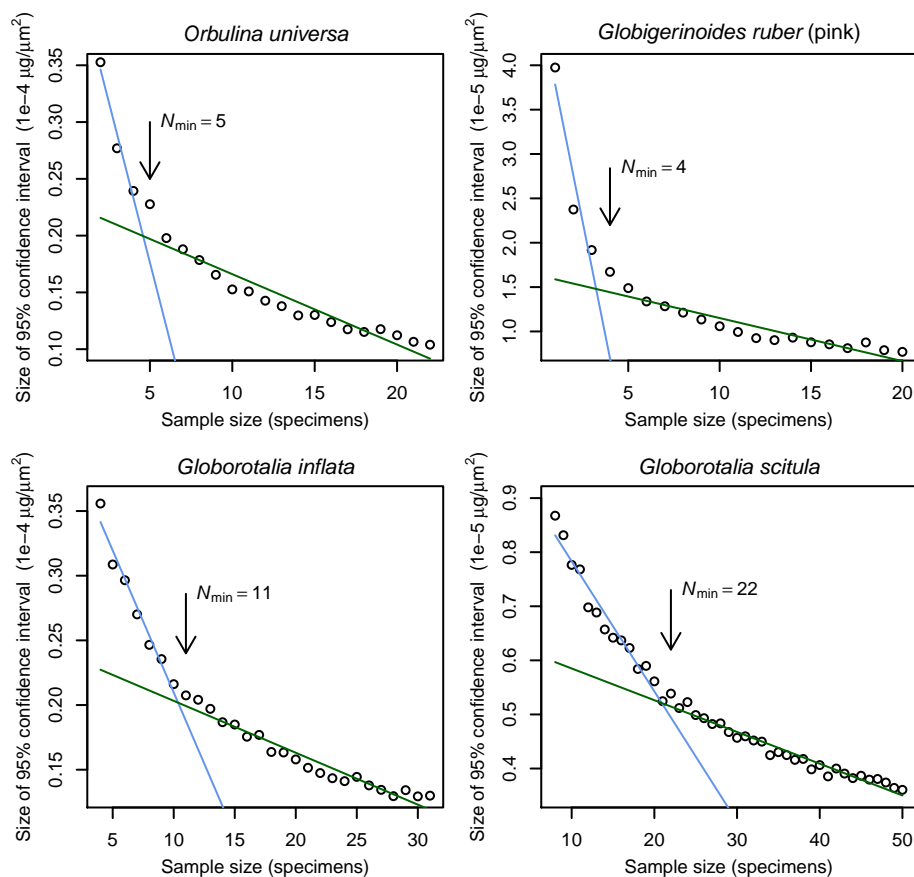 Orbulina universa
Size of 95% confidence interval (1e−4 μg/μm²)
0.35
0.30
0.25
0.20
0.15
0.10
Nmin = 5
5
10
15
20
Sample size (specimens)
Globigerinoides ruber (pink)
Size of 95% confidence interval (1e−5 μg/μm²)
4.0
3.5
3.0
2.5
2.0
1.5
1.0
Nmin = 4
5
10
15
20
Sample size (specimens)
Globorotalia inflata
Size of 95% confidence interval (1e−4 μg/μm²)
0.35
0.30
0.25
0.20
0.15
Nmin = 11
5
10
15
20
25
30
Sample size (specimens)
Globorotalia scitula
Size of 95% confidence interval (1e−5 μg/μm²)
0.9
0.8
0.7
0.6
0.5
0.4
Nmin = 22
10
20
30
40
50
Sample size (specimens)